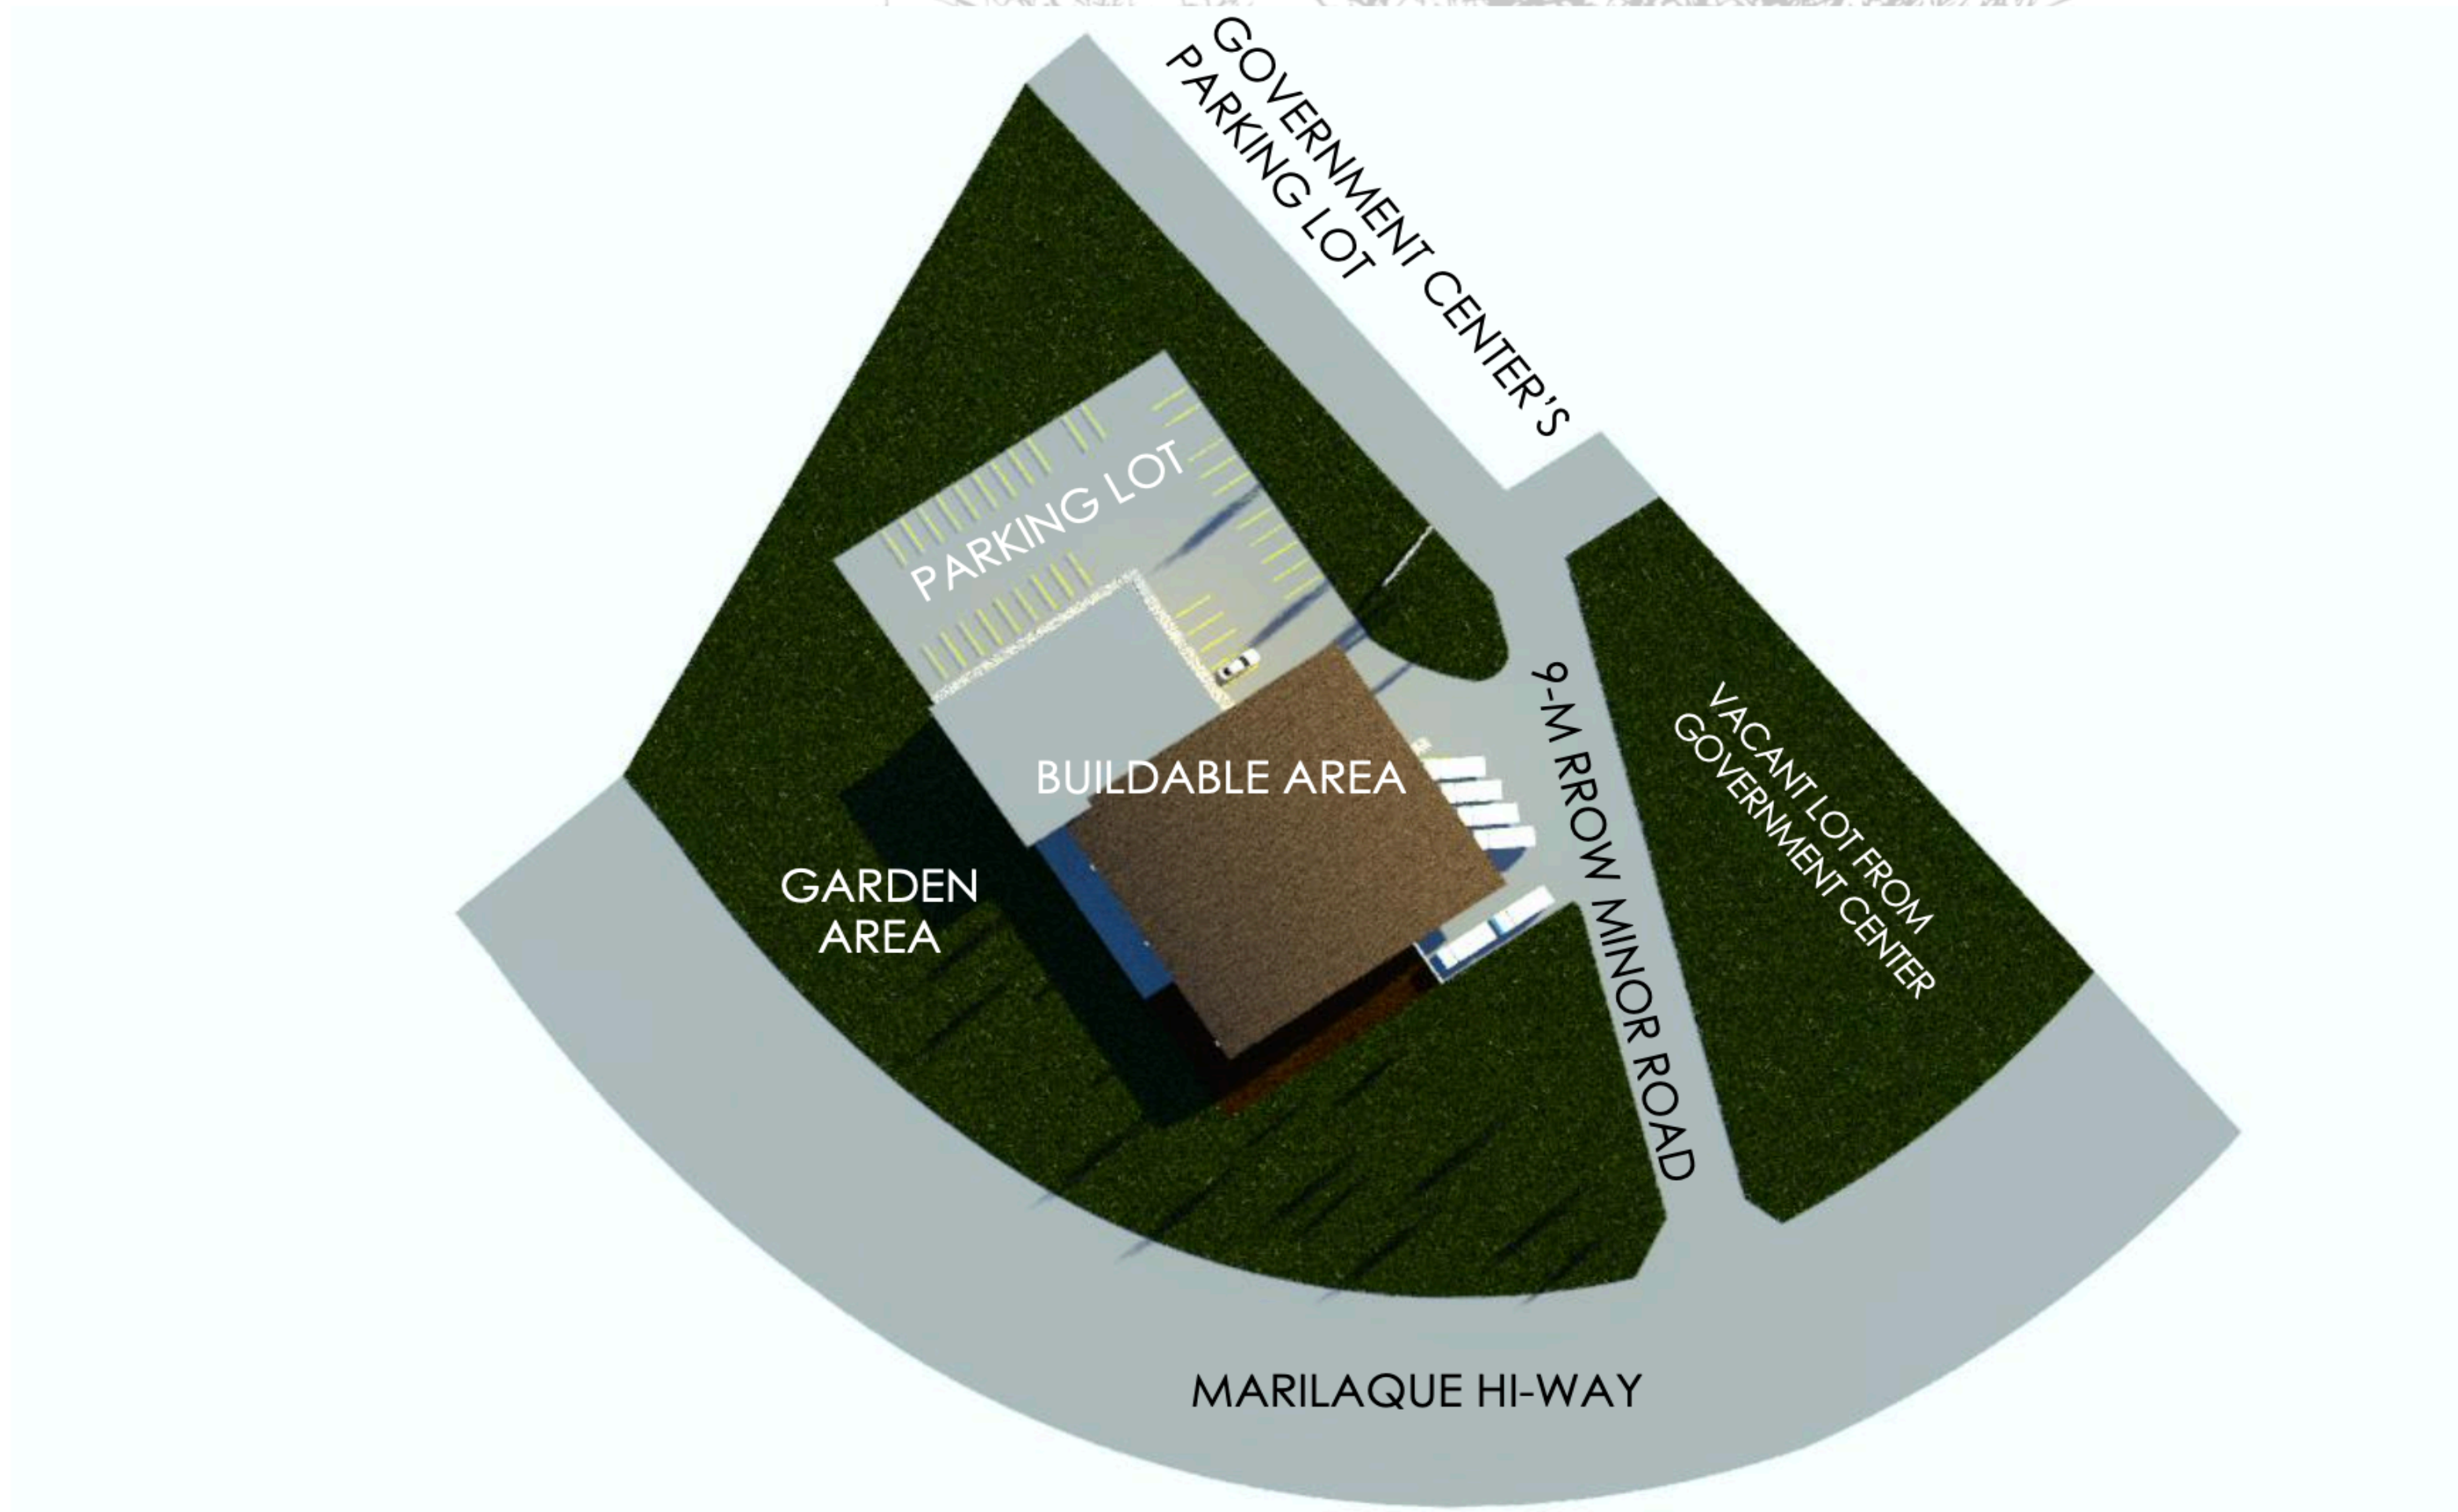 GOVERNMENT CENTER'S
PARKING LOT
PARKING LOT
BUILDABLE AREA
9-M RROW MINOR ROAD
VACANT LOT FROM
GOVERNMENT CENTER
GARDEN
AREA
MARILAQUE HI-WAY